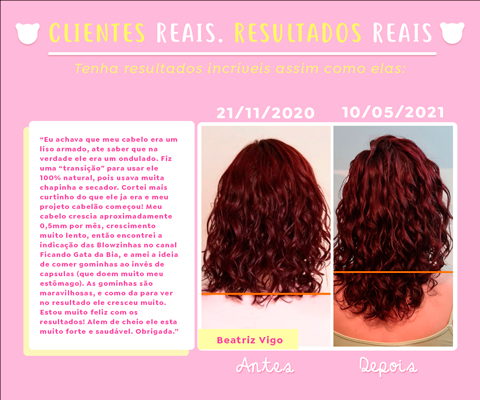 CLIENTES REAIS. RESULTADOS REAIS
Tenha resultados incríveis assim como elas:
21/11/2020 10/05/2021
"Eu achava que meu cabelo era um
liso armado, ate saber que na
verdade ele era um ondulado. Fiz
uma "transição" para usar ele
100% natural, pois usava muita
chapinha e secador. Cortei mais
curtinho do que ele ja era e meu
projeto cabelão começou! Meu
cabelo crescia aproximadamente
0,5mm por mês, crescimento
muito lento, então encontrei a
indicação das Blowzinhas no canal
Ficando Gata da Bia, e amei a ideia
de comer gominhas ao invés de
capsulas (que doem muito meu
estômago). As gominhas são
maravilhosas, e como da para ver
no resultado ele cresceu muito.
Estou muito feliz com os
resultados! Alem de cheio ele esta
muito forte e saudável. Obrigada."
Beatriz Vigo
Antes Depois